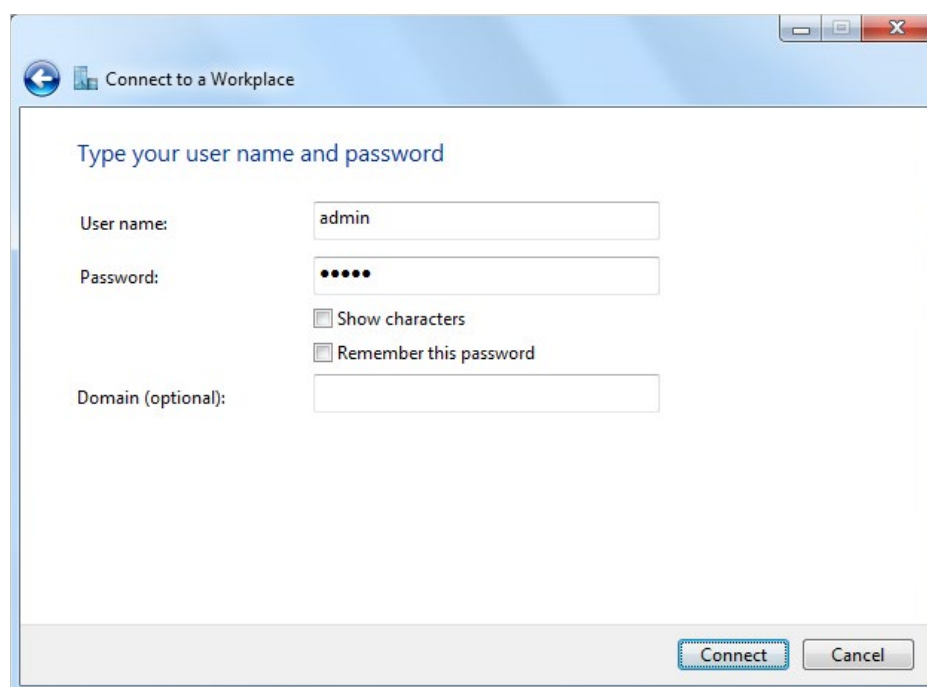 Connect to a Workplace
Type your user name and password
User name: admin
Password: •••••
Show characters
Remember this password
Domain (optional):
Connect Cancel